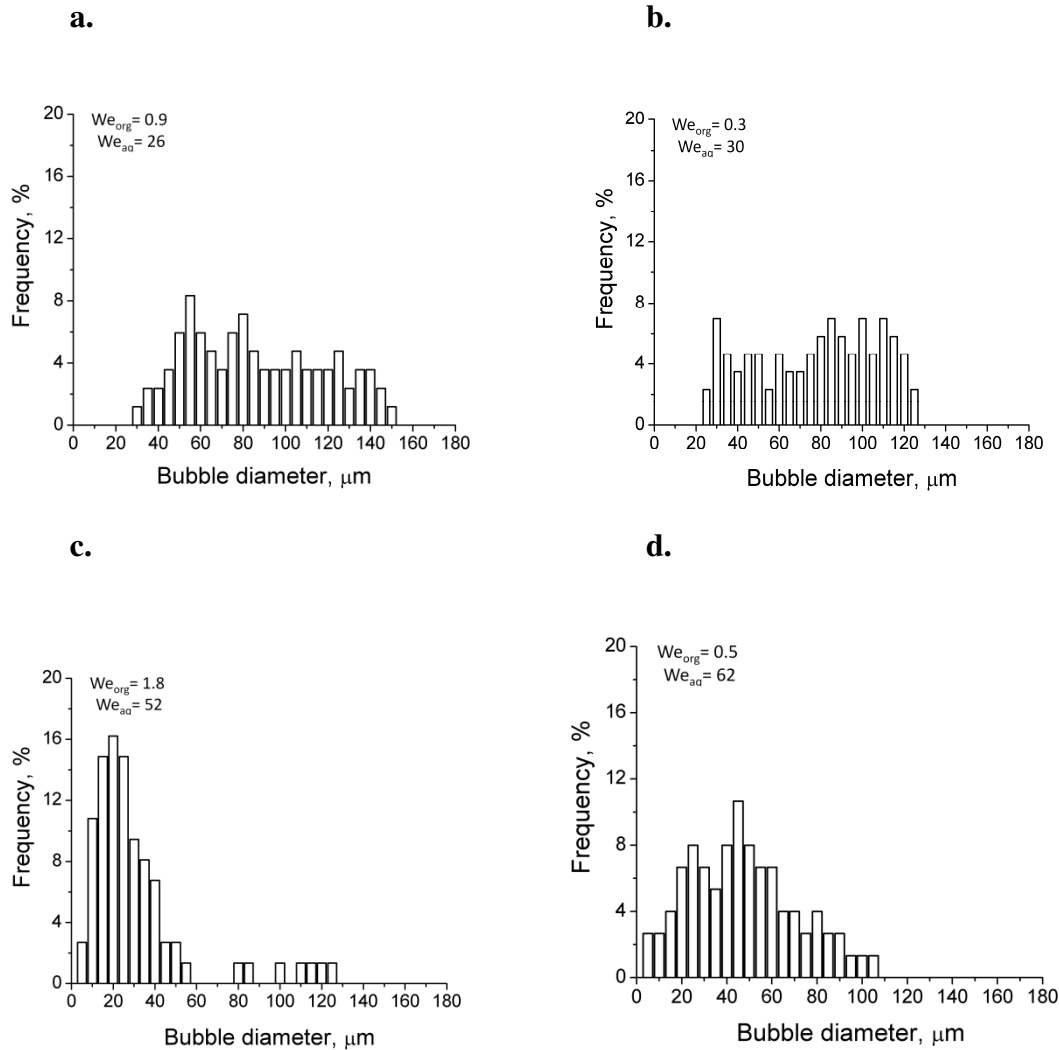 a.
We_org= 0.9
We_aq= 26
20
16
12
8
4
0
Frequency, %
0 20 40 60 80 100 120 140 160 180
Bubble diameter, μm
b.
We_org= 0.3
We_aq= 30
20
16
12
8
4
0
Frequency, %
0 20 40 60 80 100 120 140 160 180
Bubble diameter, μm
c.
We_org= 1.8
We_aq= 52
20
16
12
8
4
0
Frequency, %
0 20 40 60 80 100 120 140 160 180
Bubble diameter, μm
d.
We_org= 0.5
We_aq= 62
20
16
12
8
4
0
Frequency, %
0 20 40 60 80 100 120 140 160 180
Bubble diameter, μm